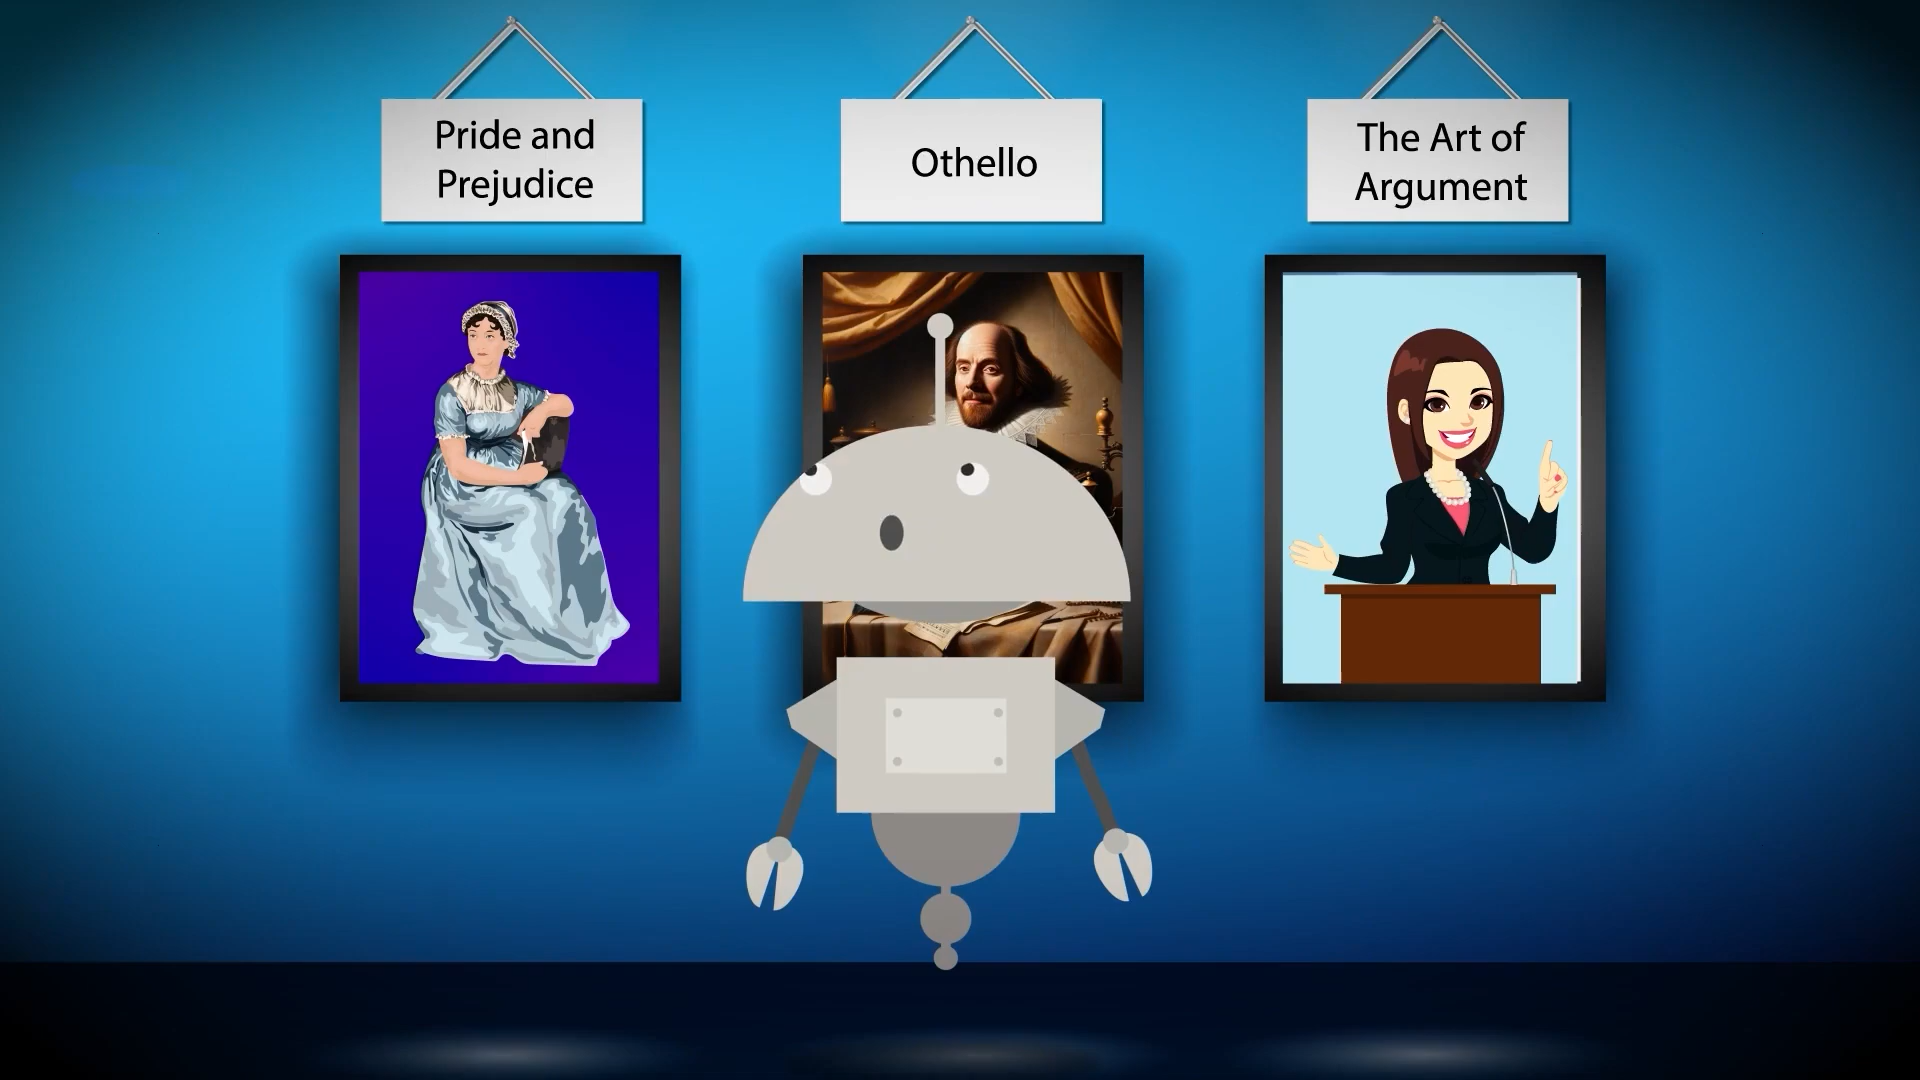 Pride and
Prejudice
Othello
The Art of
Argument